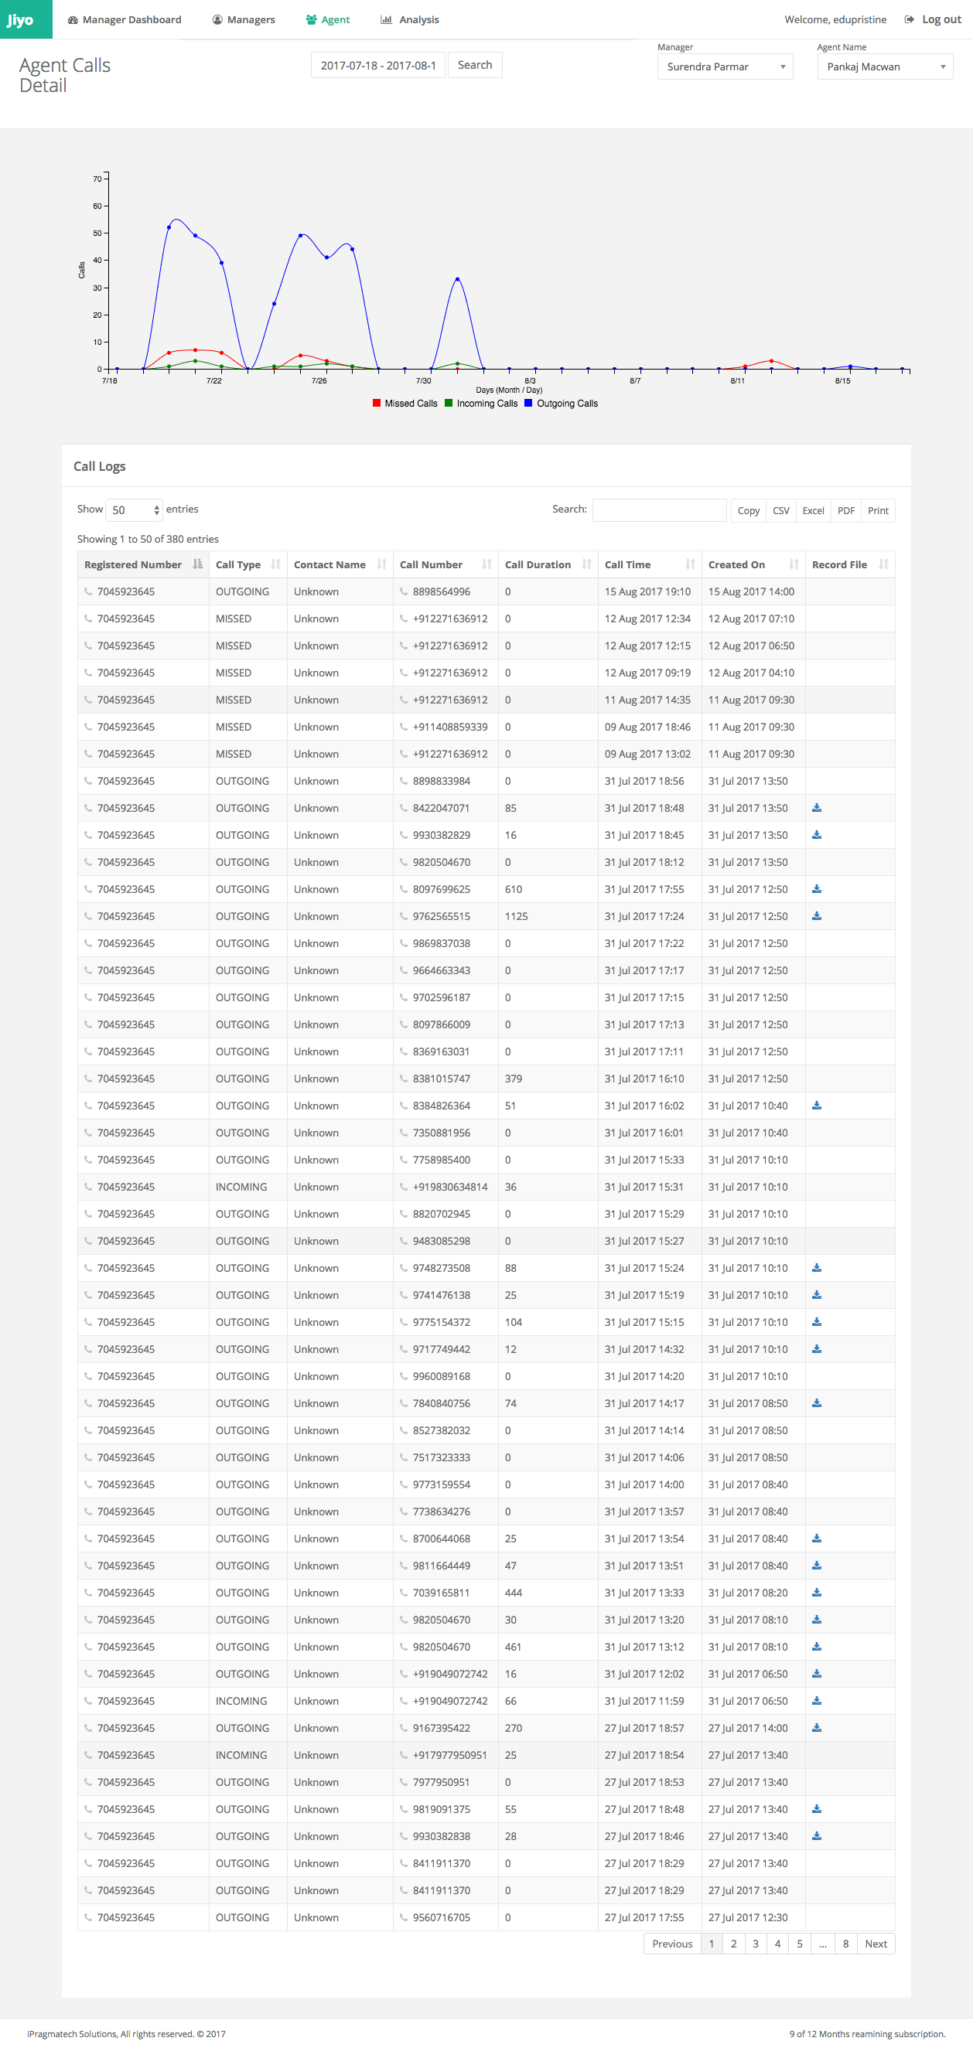 Jiyo Manager Dashboard Managers Agent Analysis Welcome, edupristine Log out
Manager Agent Name
Agent Calls Detail 2017-07-18 - 2017-08-1 Search Surendra Parmar Pankaj Macwan
70
60
50
40
30
20
10
0
Calls
7/18 7/22 7/26 7/30 8/3 8/7 8/11 8/15
Days (Month / Day)
Missed Calls Incoming Calls Outgoing Calls
Call Logs
Show 50 entries Search: Copy CSV Excel PDF Print
Showing 1 to 50 of 380 entries
Registered Number Call Type Contact Name Call Number Call Duration Call Time Created On Record File
7045923645 OUTGOING Unknown 8898564996 0 15 Aug 2017 19:10 15 Aug 2017 14:00
7045923645 MISSED Unknown +912271636912 0 12 Aug 2017 12:34 12 Aug 2017 07:10
7045923645 MISSED Unknown +912271636912 0 12 Aug 2017 12:15 12 Aug 2017 06:50
7045923645 MISSED Unknown +912271636912 0 12 Aug 2017 09:19 12 Aug 2017 04:10
7045923645 MISSED Unknown +912271636912 0 11 Aug 2017 14:35 11 Aug 2017 09:30
7045923645 MISSED Unknown +911408859339 0 09 Aug 2017 18:46 11 Aug 2017 09:30
7045923645 MISSED Unknown +912271636912 0 09 Aug 2017 13:02 11 Aug 2017 09:30
7045923645 OUTGOING Unknown 8898833984 0 31 Jul 2017 18:56 31 Jul 2017 13:50
7045923645 OUTGOING Unknown 8422047071 85 31 Jul 2017 18:48 31 Jul 2017 13:50
7045923645 OUTGOING Unknown 9930382829 16 31 Jul 2017 18:45 31 Jul 2017 13:50
7045923645 OUTGOING Unknown 9820504670 0 31 Jul 2017 18:12 31 Jul 2017 13:50
7045923645 OUTGOING Unknown 8097699625 610 31 Jul 2017 17:55 31 Jul 2017 12:50
7045923645 OUTGOING Unknown 9762565515 1125 31 Jul 2017 17:24 31 Jul 2017 12:50
7045923645 OUTGOING Unknown 9869837038 0 31 Jul 2017 17:22 31 Jul 2017 12:50
7045923645 OUTGOING Unknown 9664663343 0 31 Jul 2017 17:17 31 Jul 2017 12:50
7045923645 OUTGOING Unknown 9702596187 0 31 Jul 2017 17:15 31 Jul 2017 12:50
7045923645 OUTGOING Unknown 8097866009 0 31 Jul 2017 17:13 31 Jul 2017 12:50
7045923645 OUTGOING Unknown 8369163031 0 31 Jul 2017 17:11 31 Jul 2017 12:50
7045923645 OUTGOING Unknown 8381015747 379 31 Jul 2017 16:10 31 Jul 2017 12:50
7045923645 OUTGOING Unknown 8384826364 51 31 Jul 2017 16:02 31 Jul 2017 10:40
7045923645 OUTGOING Unknown 7350881956 0 31 Jul 2017 16:01 31 Jul 2017 10:40
7045923645 OUTGOING Unknown 7758985400 0 31 Jul 2017 15:33 31 Jul 2017 10:10
7045923645 INCOMING Unknown +919830634814 36 31 Jul 2017 15:31 31 Jul 2017 10:10
7045923645 OUTGOING Unknown 8820702945 0 31 Jul 2017 15:29 31 Jul 2017 10:10
7045923645 OUTGOING Unknown 9483085298 0 31 Jul 2017 15:27 31 Jul 2017 10:10
7045923645 OUTGOING Unknown 9748273508 88 31 Jul 2017 15:24 31 Jul 2017 10:10
7045923645 OUTGOING Unknown 9741476138 25 31 Jul 2017 15:19 31 Jul 2017 10:10
7045923645 OUTGOING Unknown 9775154372 104 31 Jul 2017 15:15 31 Jul 2017 10:10
7045923645 OUTGOING Unknown 9717749442 12 31 Jul 2017 14:32 31 Jul 2017 10:10
7045923645 OUTGOING Unknown 9960089168 0 31 Jul 2017 14:20 31 Jul 2017 10:10
7045923645 OUTGOING Unknown 7840840756 74 31 Jul 2017 14:17 31 Jul 2017 08:50
7045923645 OUTGOING Unknown 8527382032 0 31 Jul 2017 14:14 31 Jul 2017 08:50
7045923645 OUTGOING Unknown 7517323333 0 31 Jul 2017 14:06 31 Jul 2017 08:50
7045923645 OUTGOING Unknown 9773159554 0 31 Jul 2017 14:00 31 Jul 2017 08:40
7045923645 OUTGOING Unknown 7738634276 0 31 Jul 2017 13:57 31 Jul 2017 08:40
7045923645 OUTGOING Unknown 8700644068 25 31 Jul 2017 13:54 31 Jul 2017 08:40
7045923645 OUTGOING Unknown 9811664449 47 31 Jul 2017 13:51 31 Jul 2017 08:40
7045923645 OUTGOING Unknown 7039165811 444 31 Jul 2017 13:33 31 Jul 2017 08:20
7045923645 OUTGOING Unknown 9820504670 30 31 Jul 2017 13:20 31 Jul 2017 08:10
7045923645 OUTGOING Unknown 9820504670 461 31 Jul 2017 13:12 31 Jul 2017 08:10
7045923645 OUTGOING Unknown +919049072742 16 31 Jul 2017 12:02 31 Jul 2017 06:50
7045923645 INCOMING Unknown +919049072742 66 31 Jul 2017 11:59 31 Jul 2017 06:50
7045923645 OUTGOING Unknown 9167395422 270 27 Jul 2017 18:57 27 Jul 2017 14:00
7045923645 INCOMING Unknown +917977950951 25 27 Jul 2017 18:54 27 Jul 2017 13:40
7045923645 OUTGOING Unknown 7977950951 0 27 Jul 2017 18:53 27 Jul 2017 13:40
7045923645 OUTGOING Unknown 9819091375 55 27 Jul 2017 18:48 27 Jul 2017 13:40
7045923645 OUTGOING Unknown 9930382838 28 27 Jul 2017 18:46 27 Jul 2017 13:40
7045923645 OUTGOING Unknown 8411911370 0 27 Jul 2017 18:29 27 Jul 2017 13:40
7045923645 OUTGOING Unknown 8411911370 0 27 Jul 2017 18:29 27 Jul 2017 13:40
7045923645 OUTGOING Unknown 9560716705 0 27 Jul 2017 17:55 27 Jul 2017 12:30
Previous 1 2 3 4 5 ... 8 Next
iPragmatech Solutions, All rights reserved. © 2017 9 of 12 Months reamining subscription.